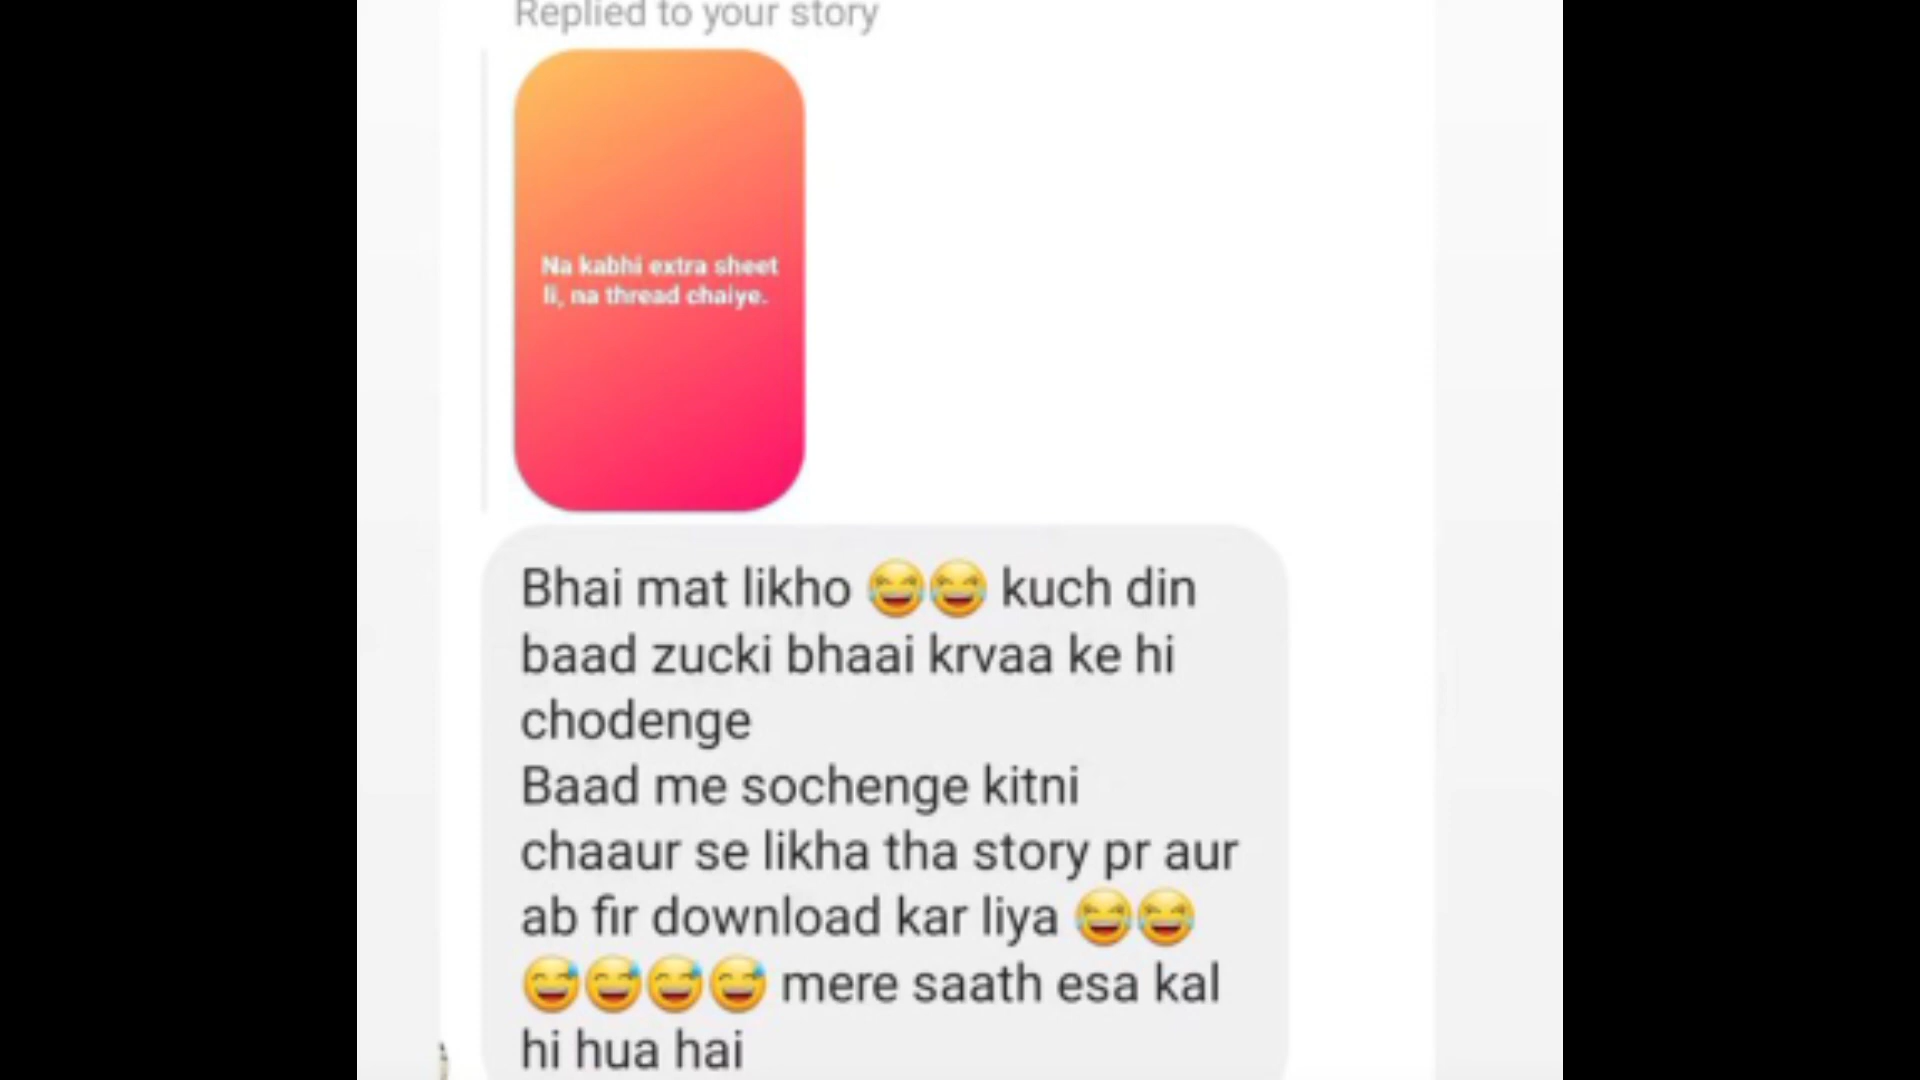 Replied to your story
Na kabhi extra sheet
li, na thread chaiye.
Bhai mat likho 😂😂 kuch din
baad zucki bhaai krvaa ke hi
chodenge
Baad me sochenge kitni
chaaur se likha tha story pr aur
ab fir download kar liya 😂😂
😅😅😅😅 mere saath esa kal
hi hua hai